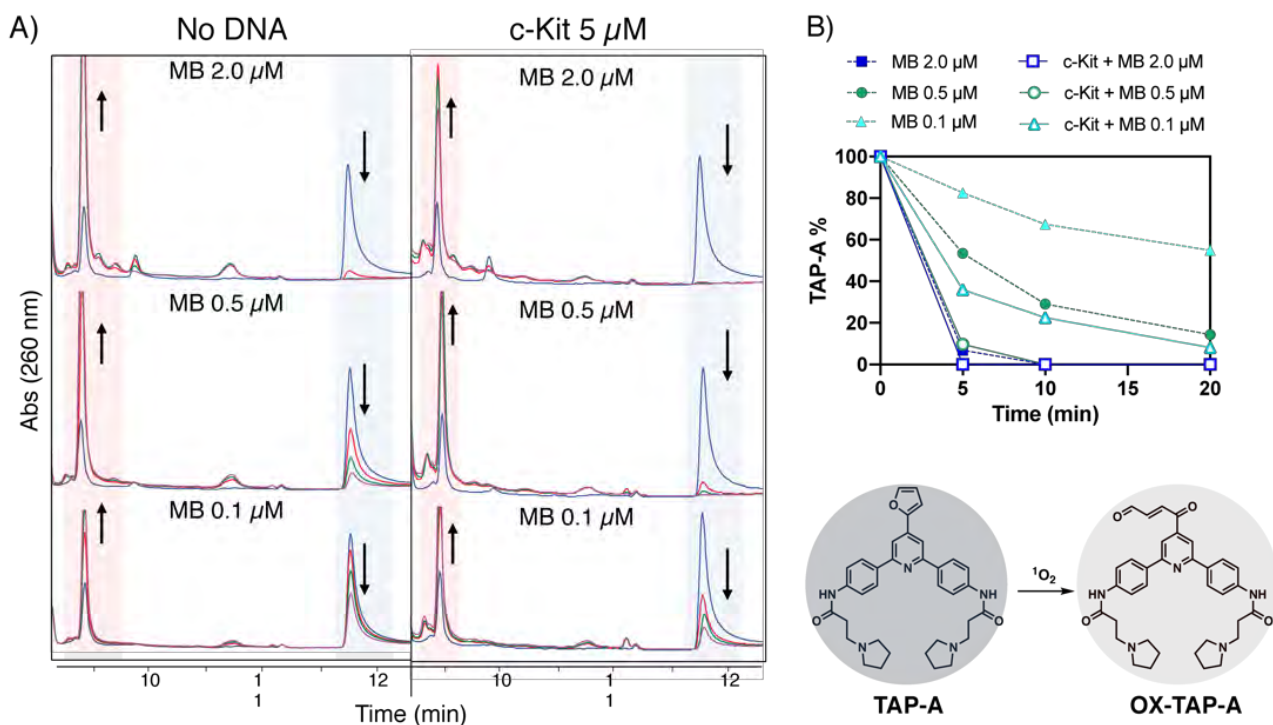 A)
No DNA
c-Kit 5 µM
MB 2.0 µM
MB 2.0 µM
MB 0.5 µM
MB 0.5 µM
MB 0.1 µM
MB 0.1 µM
Abs (260 nm)
10
1
1
12
10
1
1
12
Time (min)
B)
MB 2.0 µM
c-Kit + MB 2.0 µM
MB 0.5 µM
c-Kit + MB 0.5 µM
MB 0.1 µM
c-Kit + MB 0.1 µM
100
80
60
40
20
0
TAP-A %
0
5
10
15
20
Time (min)
O
N
NH
HN
O
O
N
N
TAP-A
¹O₂
O
O
N
HN
NH
O
O
N
N
OX-TAP-A